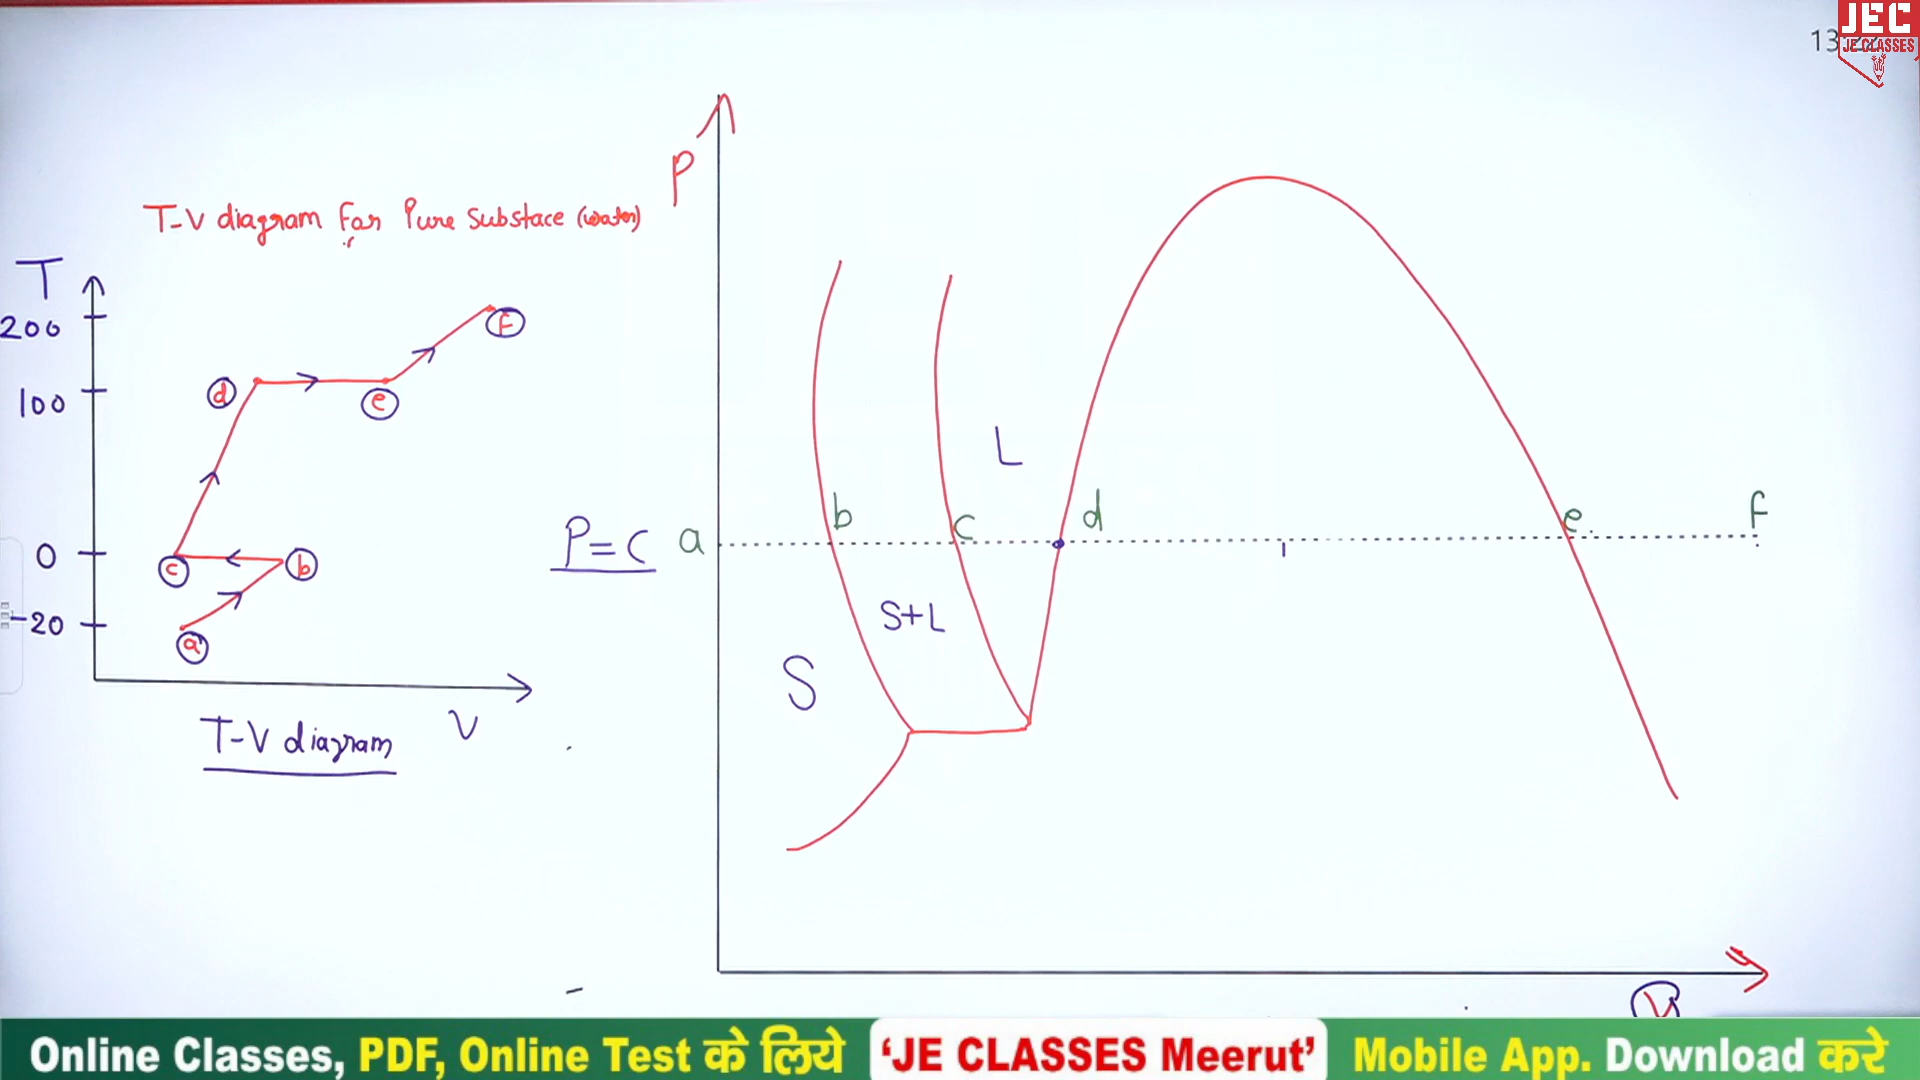 JEC
JE CLASSES
P
T-V diagram For Pure Substace (water)
T
200
100
0
-20
a
b
c
d
e
f
V
T-V diagram
P=C
a
b
c
d
e
f
L
S+L
S
V
Online Classes, PDF, Online Test के लिये 'JE CLASSES Meerut' Mobile App. Download करे